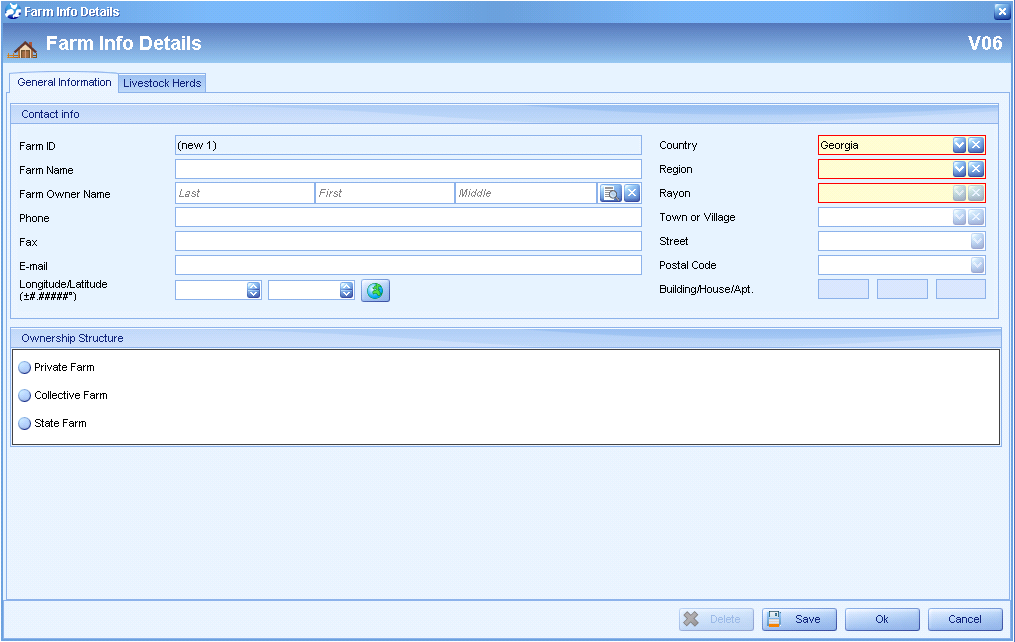 Farm Info Details
Farm Info Details V06
General Information Livestock Herds
Contact info
Farm ID (new 1)
Farm Name
Farm Owner Name Last First Middle
Phone
Fax
E-mail
Longitude/Latitude
(±#.#####°)
Country Georgia
Region
Rayon
Town or Village
Street
Postal Code
Building/House/Apt.
Ownership Structure
Private Farm
Collective Farm
State Farm
Delete Save Ok Cancel